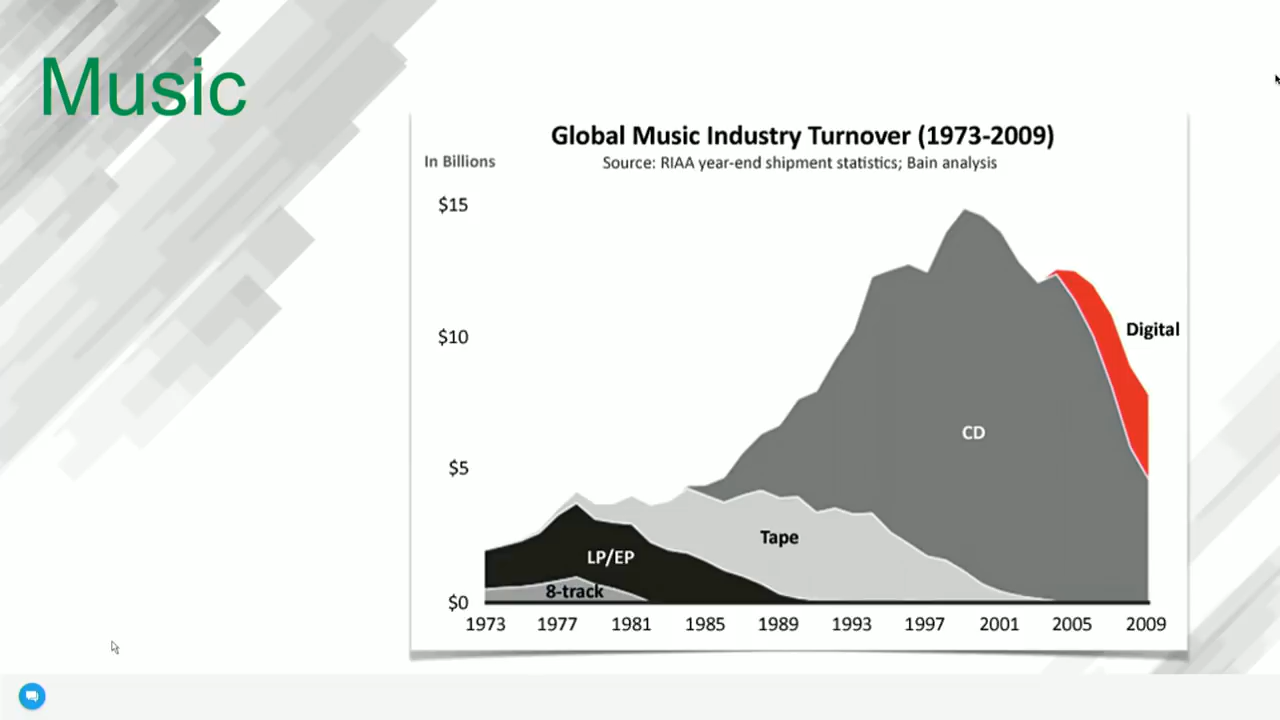 Music
Global Music Industry Turnover (1973-2009)
In Billions
Source: RIAA year-end shipment statistics; Bain analysis
$15
$10
$5
$0
Digital
CD
Tape
LP/EP
8-track
1973 1977 1981 1985 1989 1993 1997 2001 2005 2009